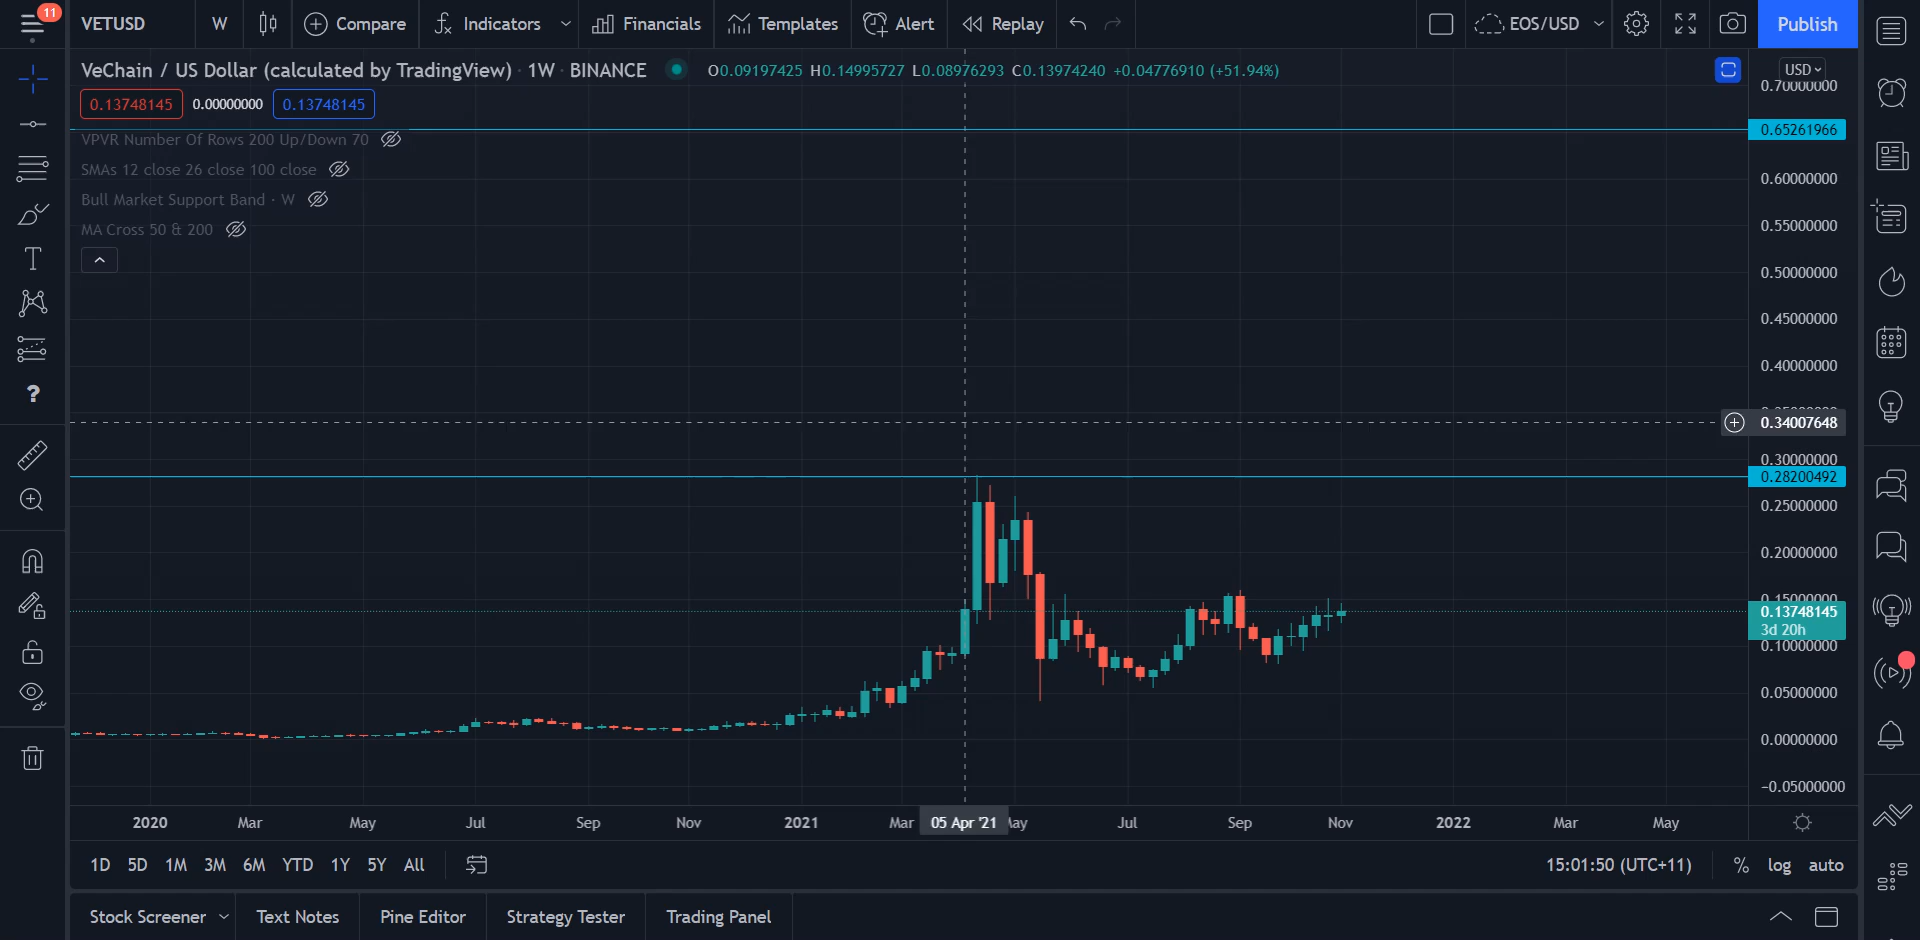 11
VETUSD
W
Compare
Indicators
Financials
Templates
Alert
Replay
EOS/USD
Publish
VeChain / US Dollar (calculated by TradingView) · 1W · BINANCE
O0.09197425 H0.14995727 L0.08976293 C0.13974240 +0.04776910 (+51.94%)
USD
0.13748145 0.00000000 0.13748145
VPVR Number Of Rows 200 Up/Down 70
SMAs 12 close 26 close 100 close
Bull Market Support Band · W
MA Cross 50 & 200
T
?
0.70000000
0.65261966
0.60000000
0.55000000
0.50000000
0.45000000
0.40000000
0.34007648
0.30000000
0.28200492
0.25000000
0.20000000
0.15000000
0.13748145
3d 20h
0.10000000
0.05000000
0.00000000
-0.05000000
2020 Mar May Jul Sep Nov 2021 Mar 05 Apr '21 May Jul Sep Nov 2022 Mar May
1D 5D 1M 3M 6M YTD 1Y 5Y All
15:01:50 (UTC+11) % log auto
Stock Screener Text Notes Pine Editor Strategy Tester Trading Panel